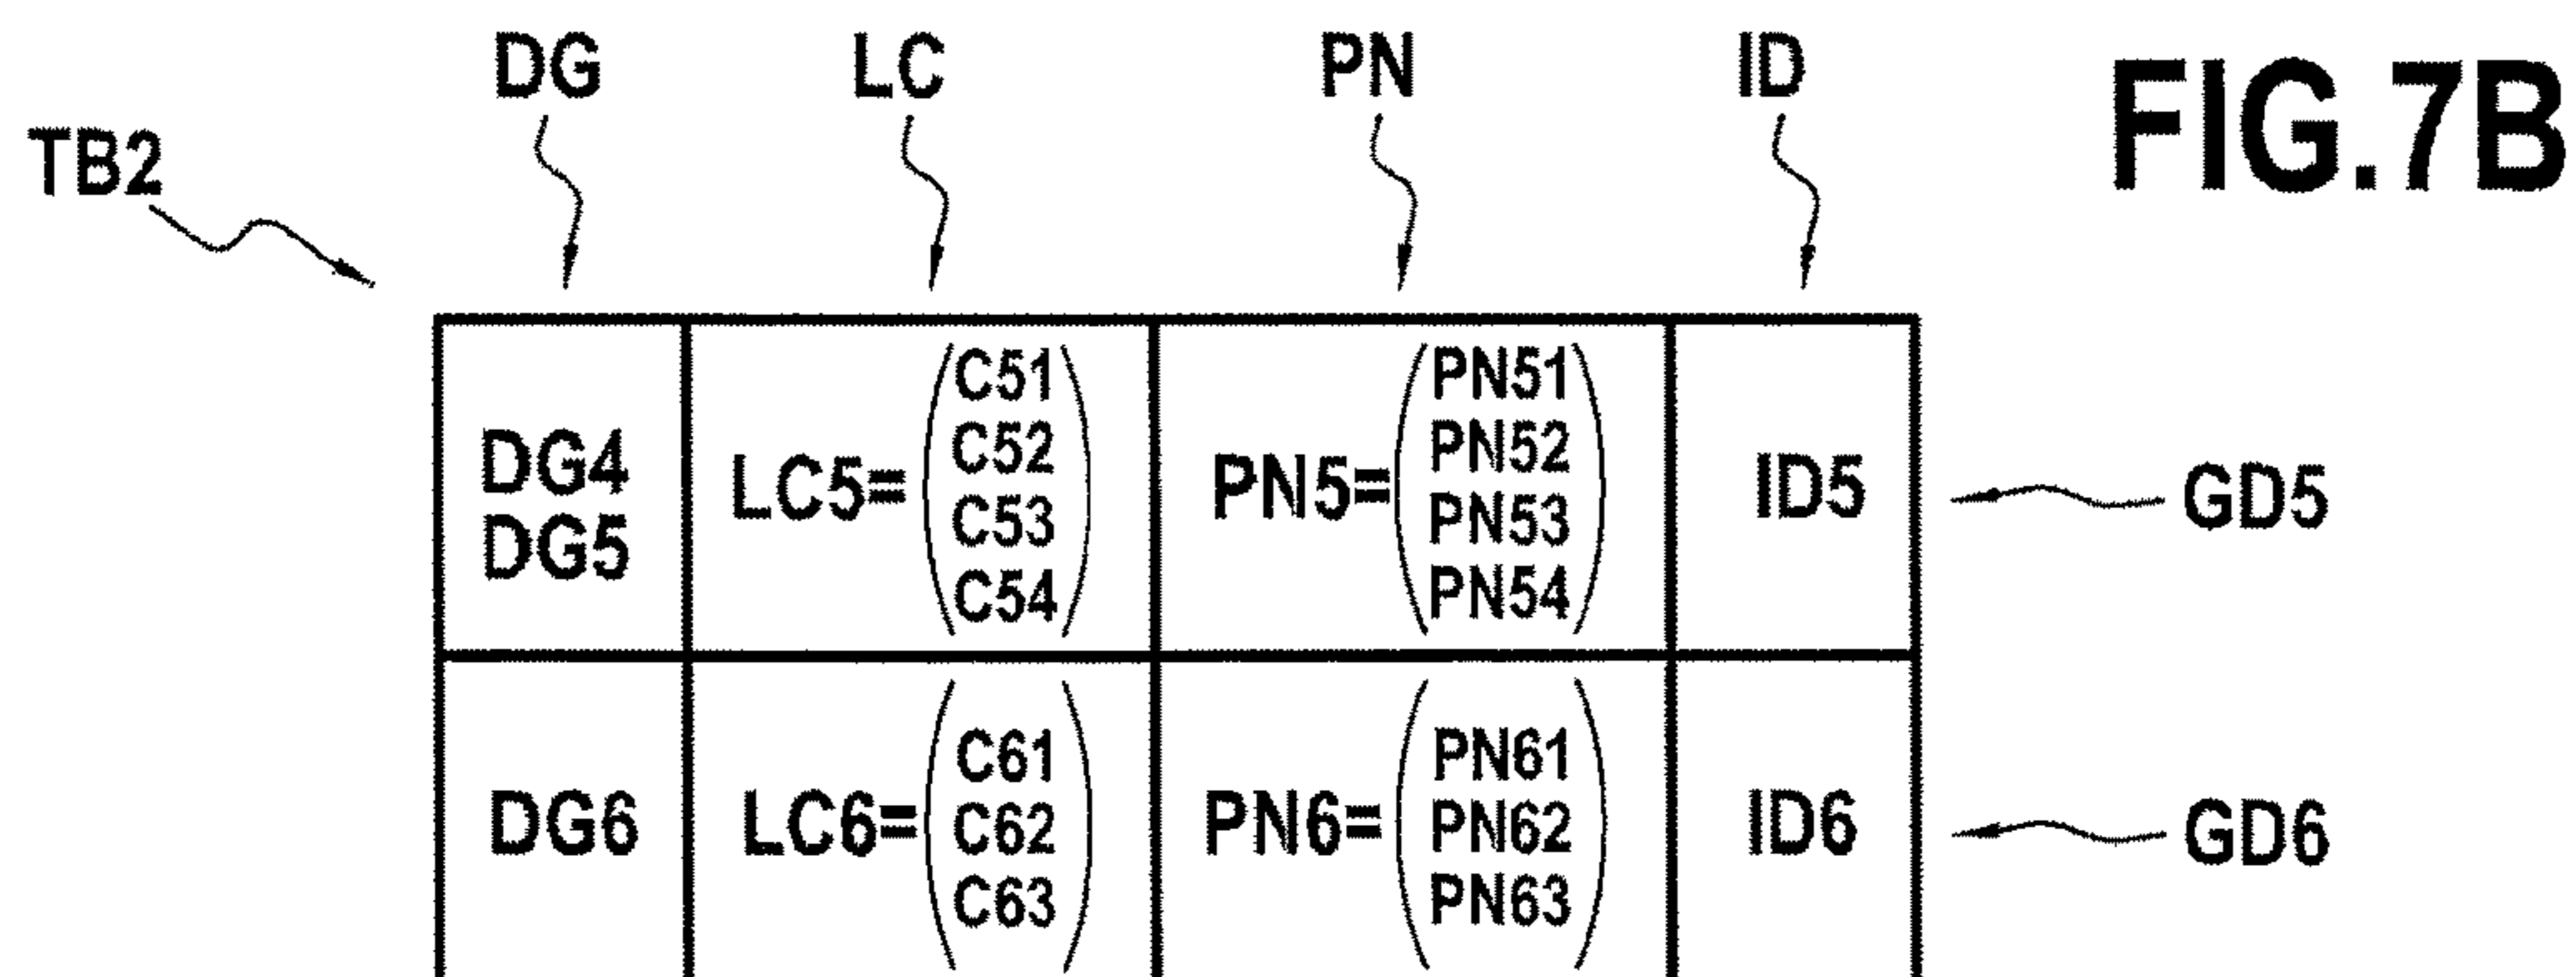 DG LC PN ID
FIG.7B
TB2
DG4
DG5
LC5=
C51
C52
C53
C54
PN5=
PN51
PN52
PN53
PN54
ID5
GD5
DG6
LC6=
C61
C62
C63
PN6=
PN61
PN62
PN63
ID6
GD6